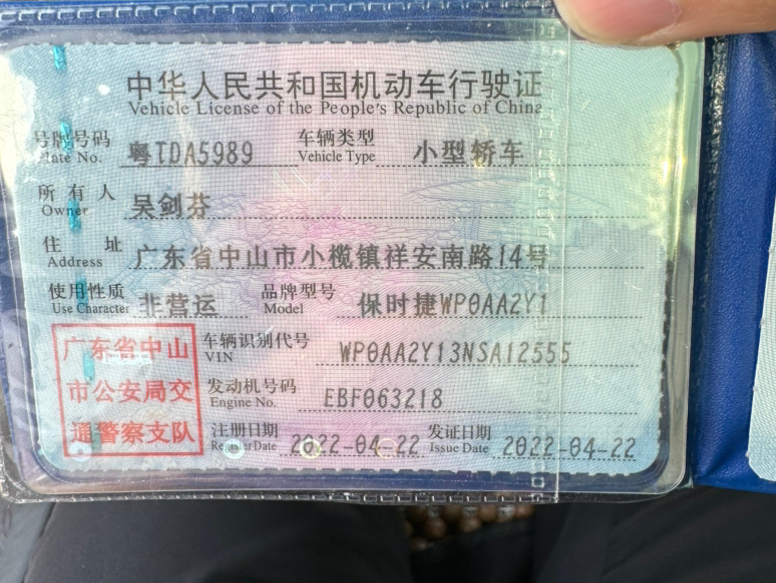 中华人民共和国机动车行驶证
Vehicle License of the People's Republic of China
号牌号码 粤TDA5989 车辆类型 小型轿车
Plate No. Vehicle Type
所有人 吴剑芬
Owner
住址 广东省中山市小榄镇祥安南路14号
Address
使用性质 非营运 品牌型号 保时捷WP0AA2Y1
Use Character Model
广东省中山 车辆识别代号 WP0AA2Y13NSA12555
VIN
市公安局交 发动机号码 EBF063218
Engine No.
通警察支队 注册日期 2022-04-22 发证日期 2022-04-22
Register Date Issue Date